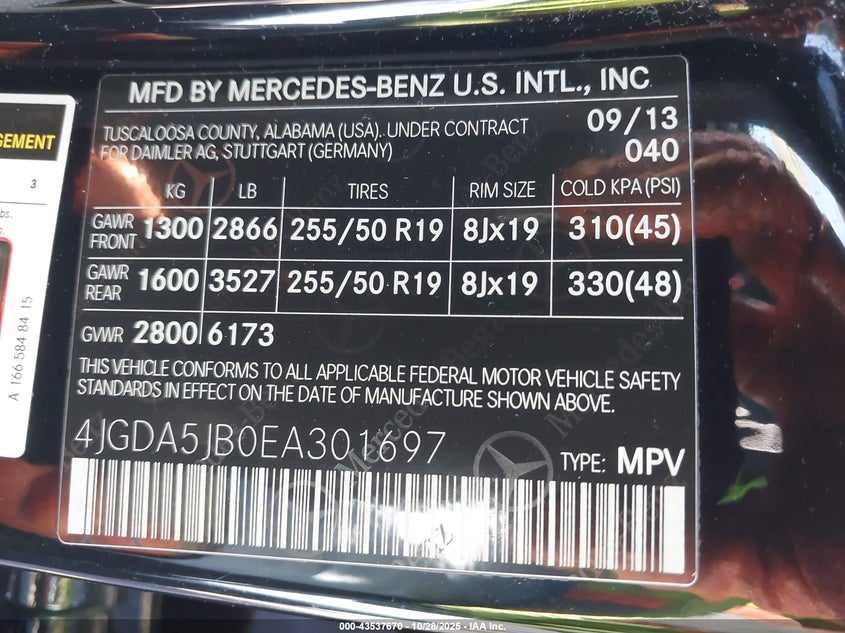 MFD BY MERCEDES-BENZ U.S. INTL., INC
TUSCALOOSA COUNTY, ALABAMA (USA). UNDER CONTRACT
FOR DAIMLER AG, STUTTGART (GERMANY)
09/13
040
KG LB TIRES RIM SIZE COLD KPA (PSI)
GAWR FRONT 1300 2866 255/50 R19 8Jx19 310(45)
GAWR REAR 1600 3527 255/50 R19 8Jx19 330(48)
GVWR 2800 6173
THIS VEHICLE CONFORMS TO ALL APPLICABLE FEDERAL MOTOR VEHICLE SAFETY
STANDARDS IN EFFECT ON THE DATE OF MANUFACTURE SHOWN ABOVE.
4JGDA5JB0EA301697
TYPE: MPV
3
A 166 584 84 15
Mercedes-Benz
000-43537670 - 10/28/2025 - IAA Inc.